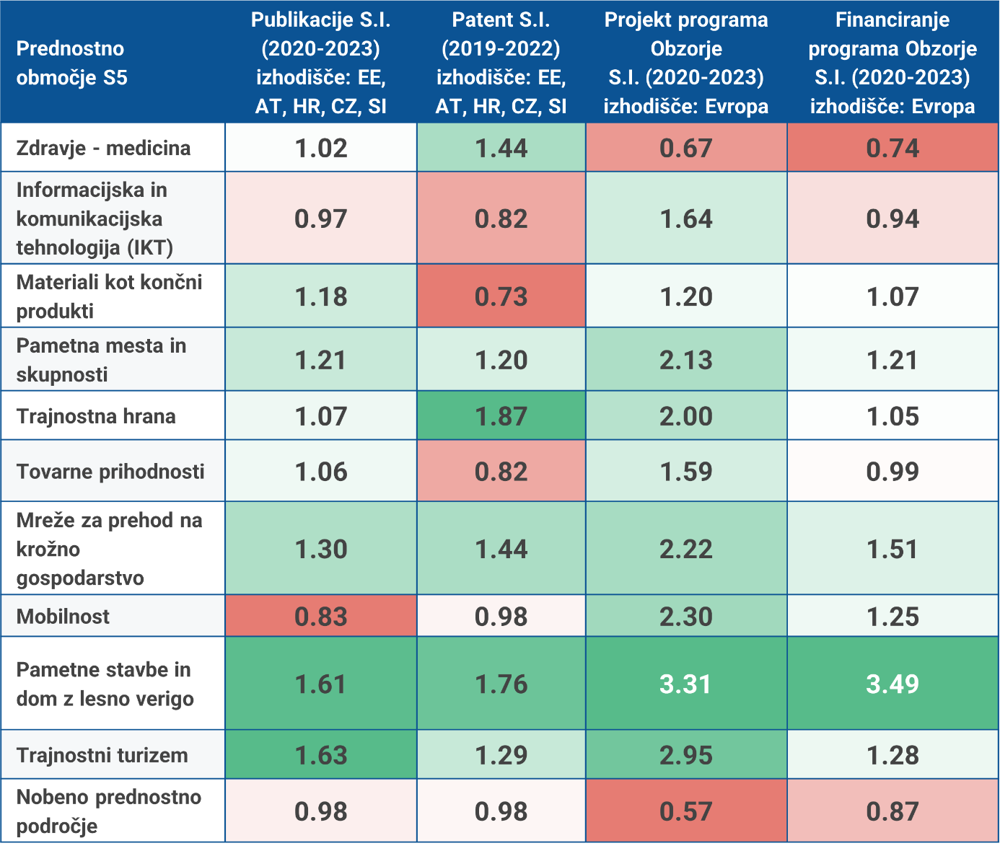 Prednostno
območje S5
Publikacije S.I.
(2020-2023)
izhodišče: EE,
AT, HR, CZ, SI
Patent S.I.
(2019-2022)
izhodišče: EE,
AT, HR, CZ, SI
Projekt programa
Obzorje
S.I. (2020-2023)
izhodišče: Evropa
Financiranje
programa Obzorje
S.I. (2020-2023)
izhodišče: Evropa
Zdravje - medicina
1.02
1.44
0.67
0.74
Informacijska in
komunikacijska
tehnologija (IKT)
0.97
0.82
1.64
0.94
Materiali kot končni
produkti
1.18
0.73
1.20
1.07
Pametna mesta in
skupnosti
1.21
1.20
2.13
1.21
Trajnostna hrana
1.07
1.87
2.00
1.05
Tovarne prihodnosti
1.06
0.82
1.59
0.99
Mreže za prehod na
krožno
gospodarstvo
1.30
1.44
2.22
1.51
Mobilnost
0.83
0.98
2.30
1.25
Pametne stavbe in
dom z lesno verigo
1.61
1.76
3.31
3.49
Trajnostni turizem
1.63
1.29
2.95
1.28
Nobeno prednostno
področje
0.98
0.98
0.57
0.87